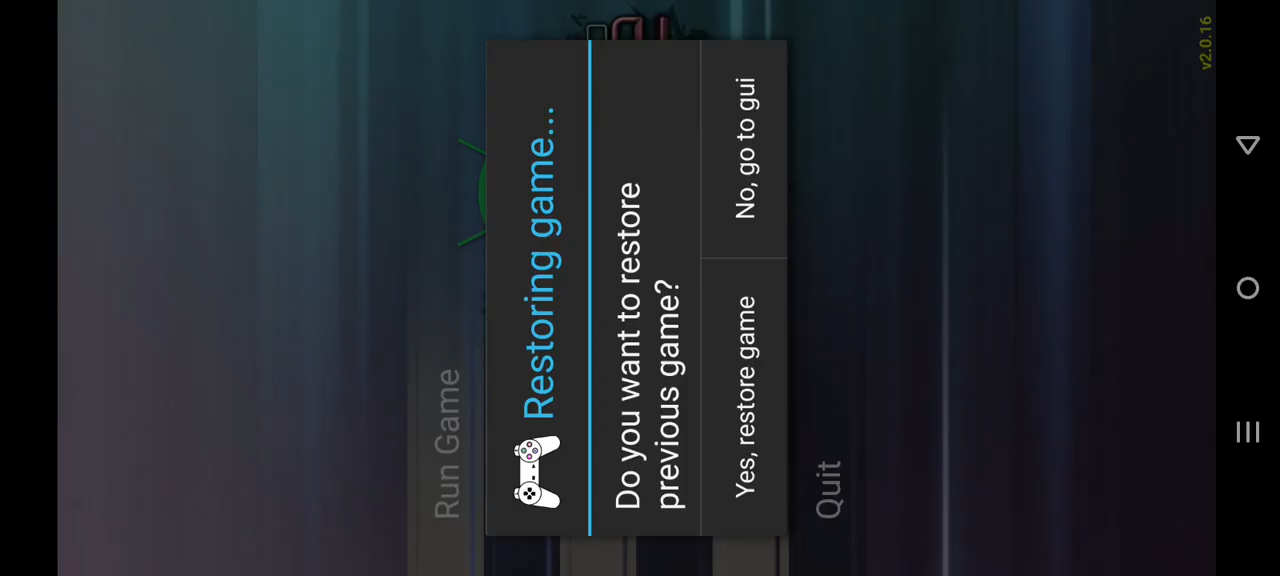 v2.0.16
Restoring game...
Do you want to restore
previous game?
Yes, restore game
No, go to gui
Run Game
Quit